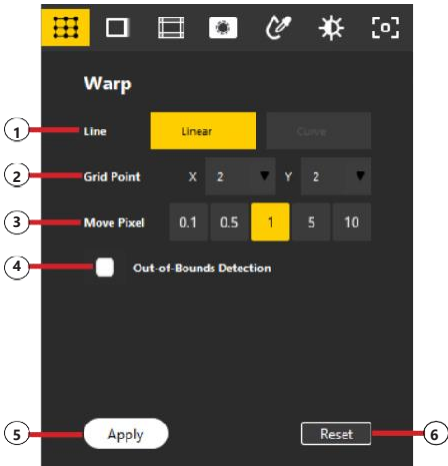 Warp
1 Line Linear Curve
2 Grid Point X 2 Y 2
3 Move Pixel 0.1 0.5 1 5 10
4 Out-of-Bounds Detection
5 Apply Reset 6